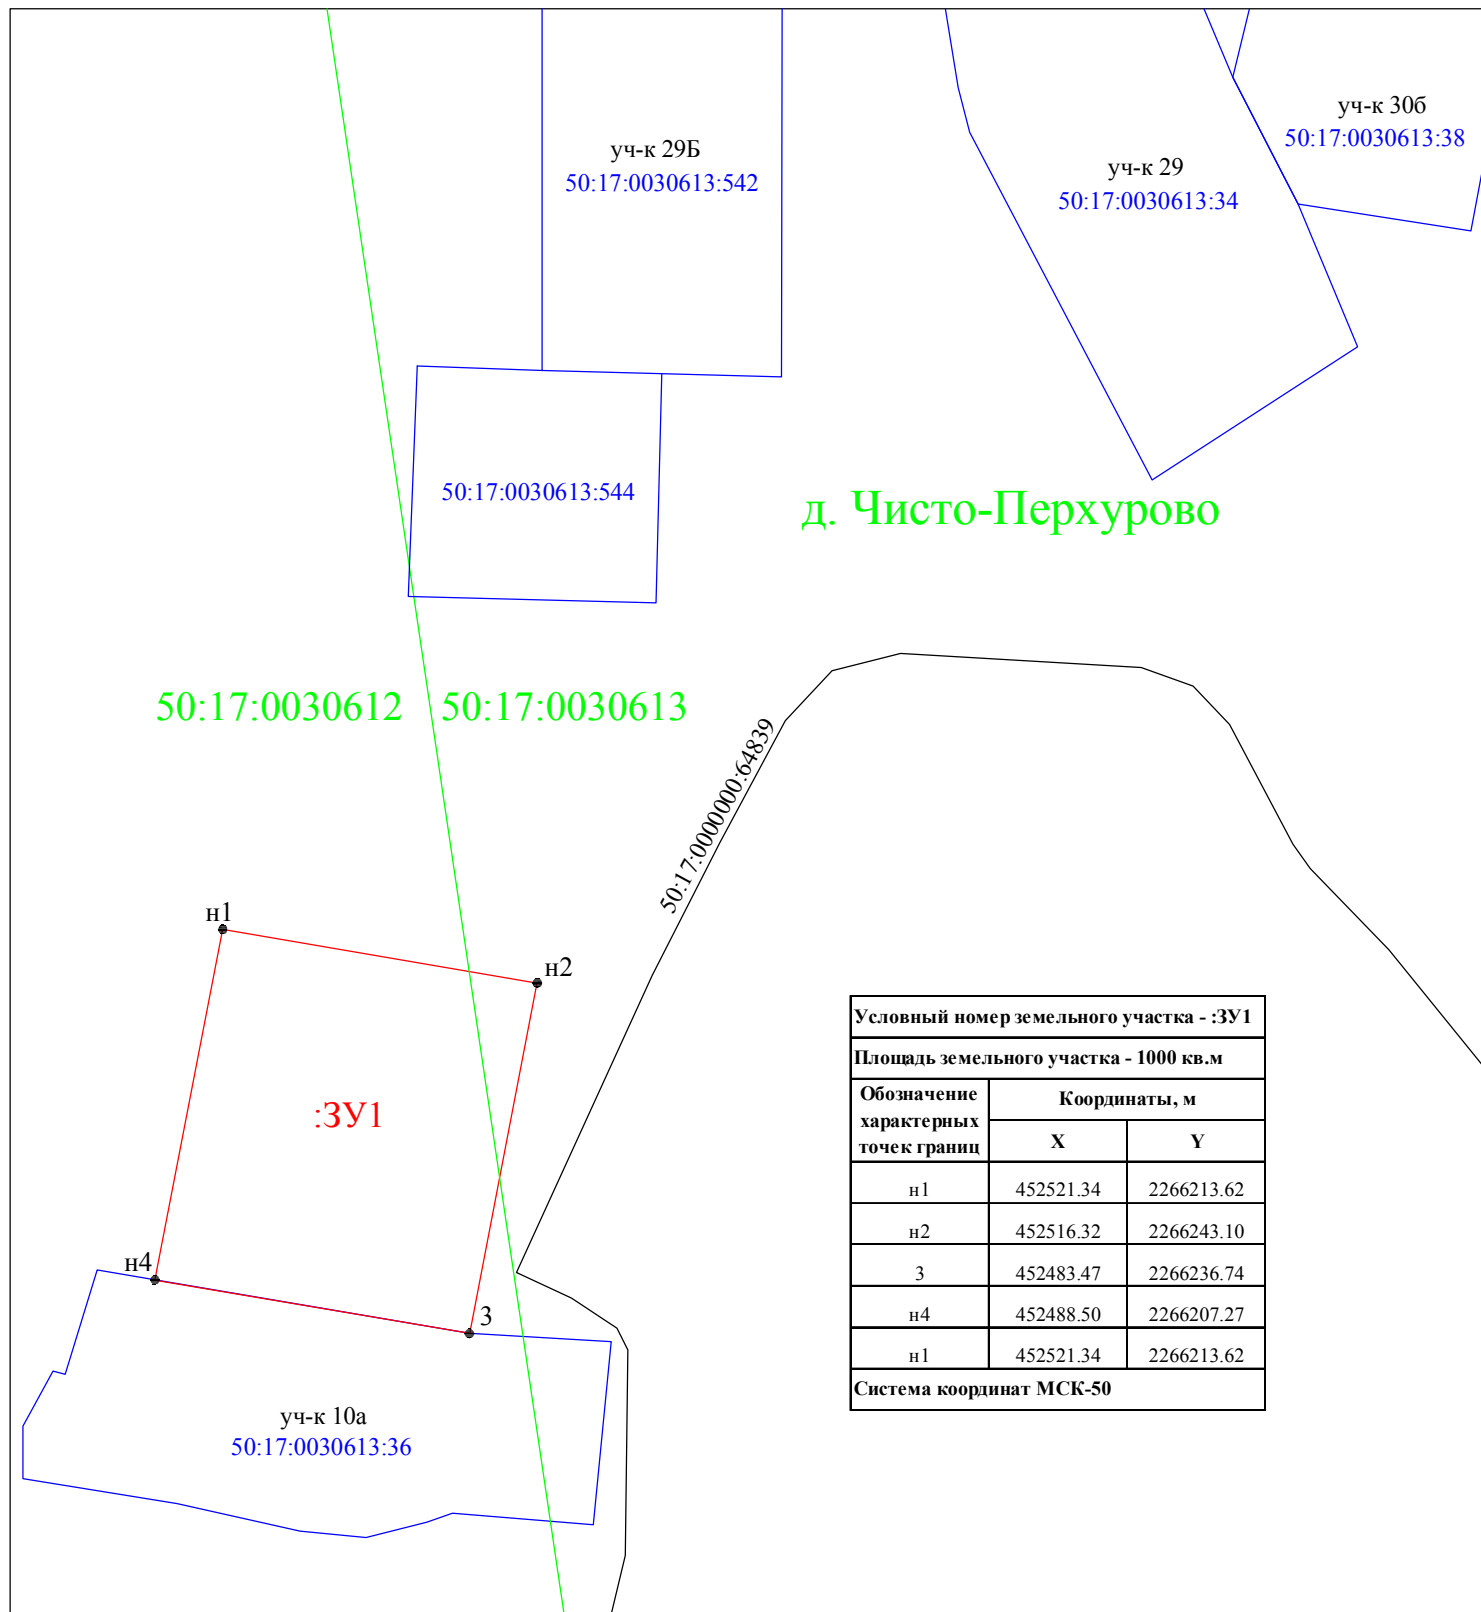 уч-к 30б
50:17:0030613:38
уч-к 29Б
50:17:0030613:542
уч-к 29
50:17:0030613:34
50:17:0030613:544
д. Чисто-Перхурово
50:17:0030612
50:17:0030613
50:17:0000000:64839
н1
н2
:ЗУ1
н4
3
уч-к 10а
50:17:0030613:36
Условный номер земельного участка - :ЗУ1
Площадь земельного участка - 1000 кв.м
Обозначение характерных точек границ
Координаты, м
X Y
н1 452521.34 2266213.62
н2 452516.32 2266243.10
3 452483.47 2266236.74
н4 452488.50 2266207.27
н1 452521.34 2266213.62
Система координат МСК-50